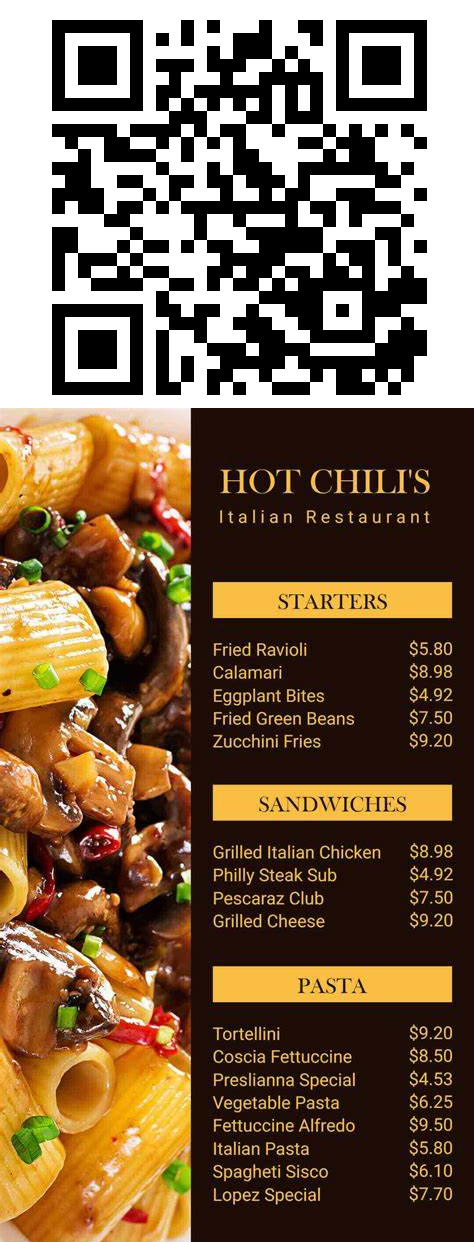 HOT CHILI'S
Italian Restaurant
STARTERS
Fried Ravioli $5.80
Calamari $8.98
Eggplant Bites $4.92
Fried Green Beans $7.50
Zucchini Fries $9.20
SANDWICHES
Grilled Italian Chicken $8.98
Philly Steak Sub $4.92
Pescaraz Club $7.50
Grilled Cheese $9.20
PASTA
Tortellini $9.20
Coscia Fettuccine $8.50
Preslianna Special $4.53
Vegetable Pasta $6.25
Fettuccine Alfredo $9.50
Italian Pasta $5.80
Spagheti Sisco $6.10
Lopez Special $7.70